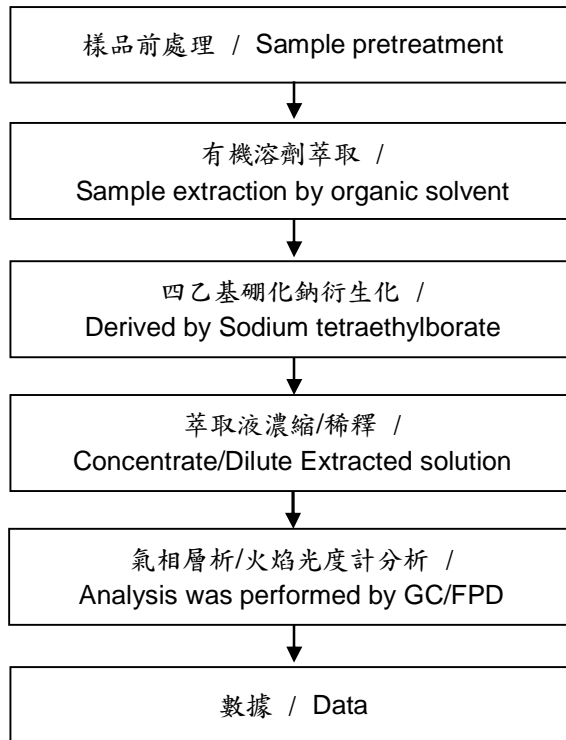 樣品前處理 / Sample pretreatment
有機溶劑萃取 /
Sample extraction by organic solvent
四乙基硼化鈉衍生化 /
Derived by Sodium tetraethylborate
萃取液濃縮/稀釋 /
Concentrate/Dilute Extracted solution
氣相層析/火焰光度計分析 /
Analysis was performed by GC/FPD
數據 / Data